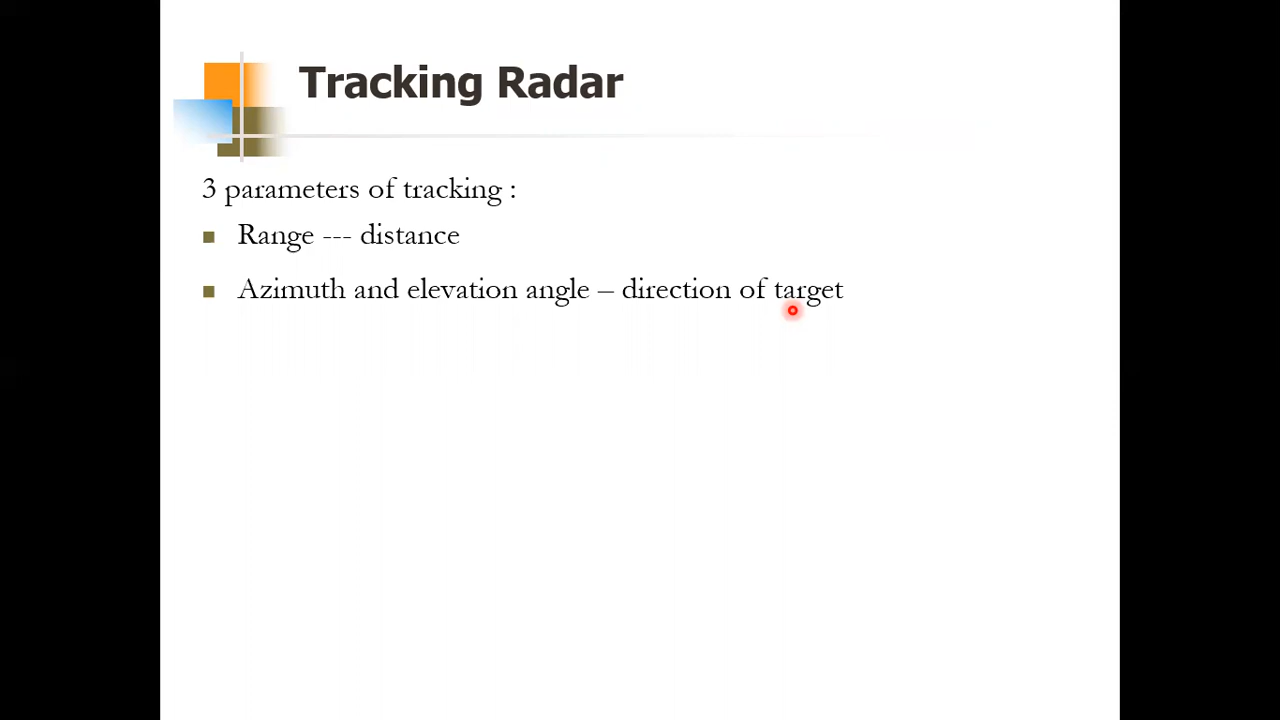 Tracking Radar
3 parameters of tracking :
Range --- distance
Azimuth and elevation angle – direction of target